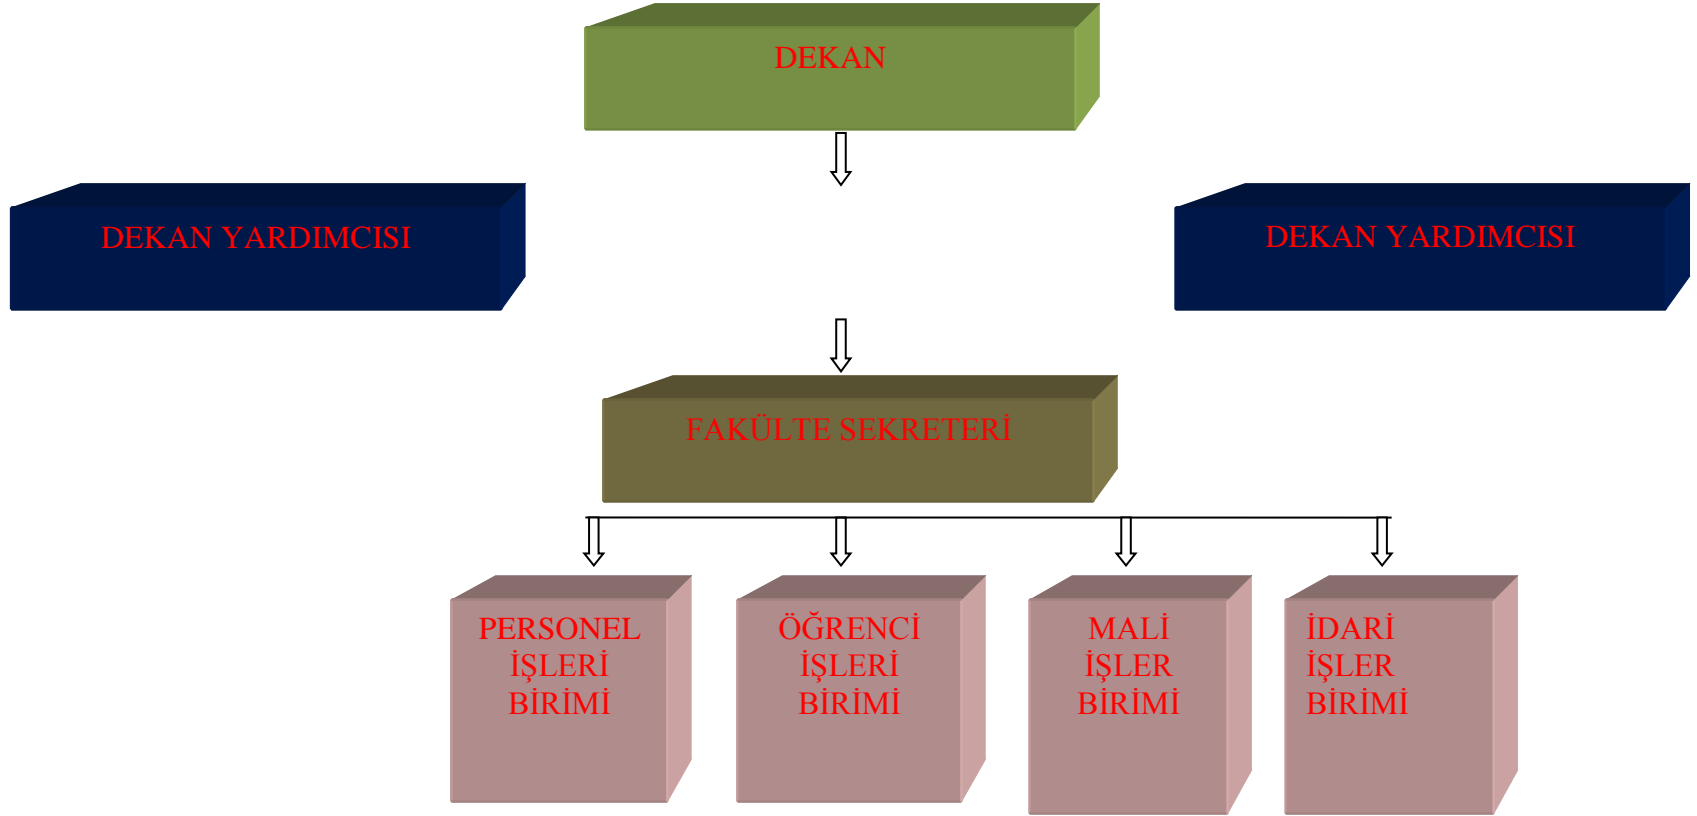 DEKAN
DEKAN YARDIMCISI
DEKAN YARDIMCISI
FAKÜLTE SEKRETERİ
PERSONEL
İŞLERİ
BİRİMİ
ÖĞRENCİ
İŞLERİ
BİRİMİ
MALİ
İŞLER
BİRİMİ
İDARİ
İŞLER
BİRİMİ